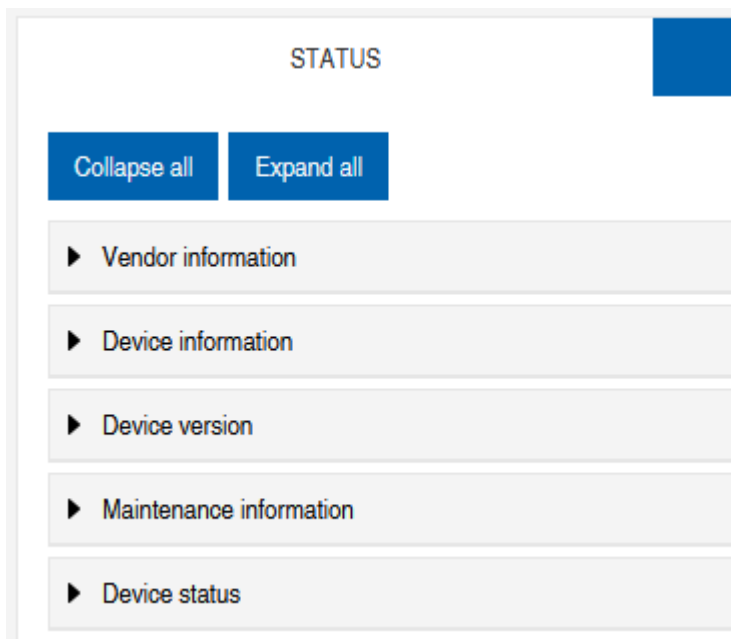 STATUS
Collapse all Expand all
Vendor information
Device information
Device version
Maintenance information
Device status